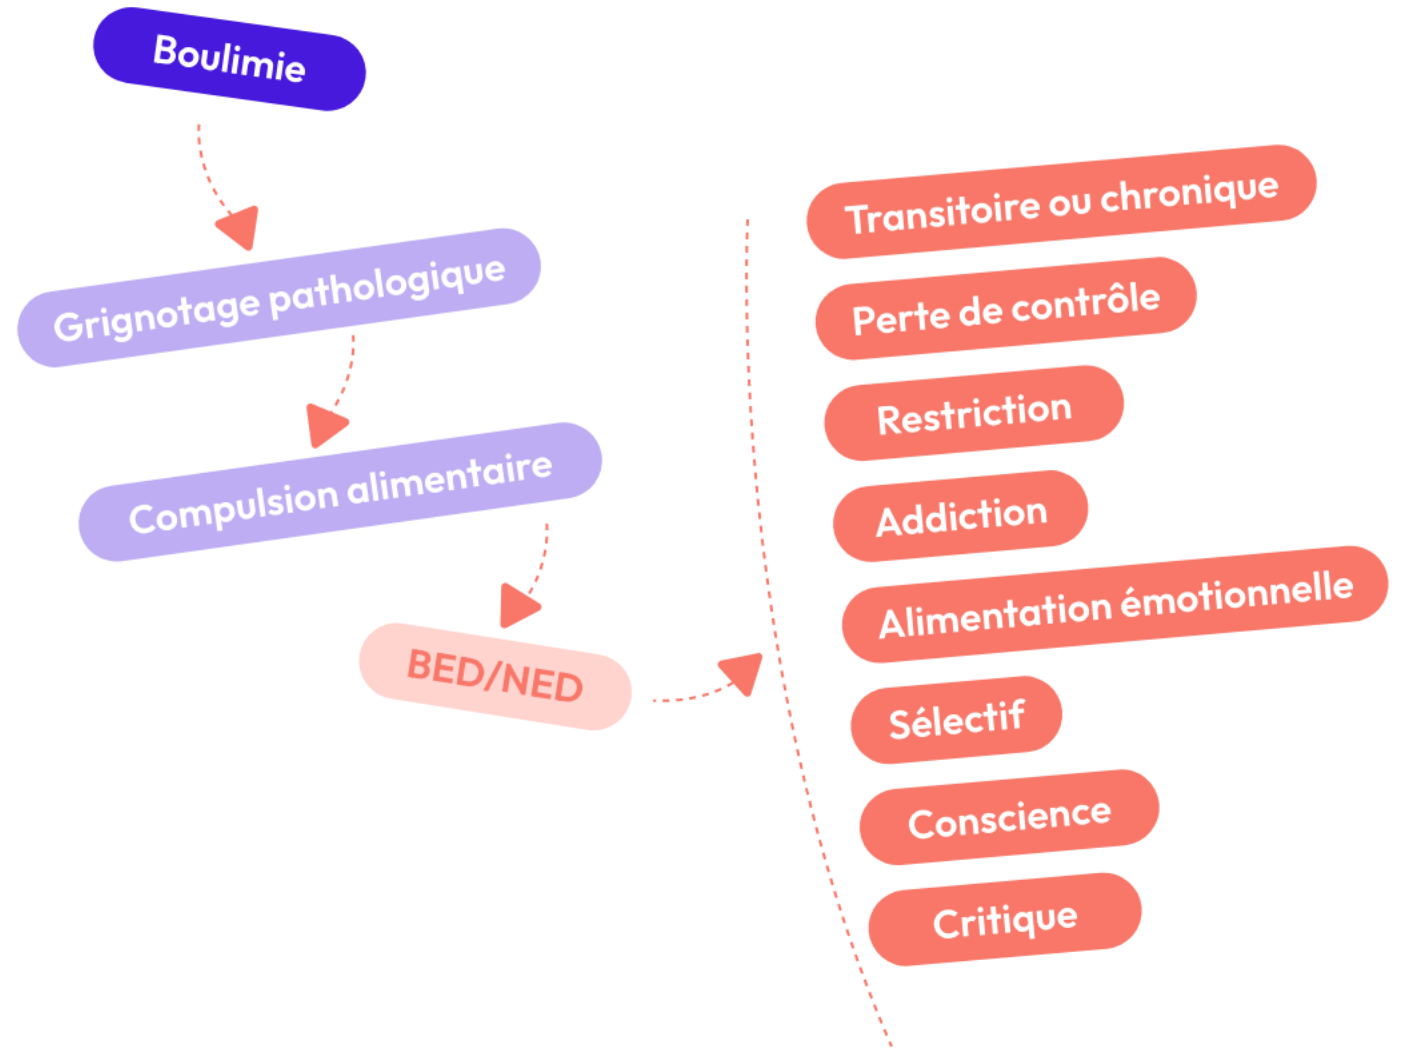 Boulimie
Grignotage pathologique
Compulsion alimentaire
BED/NED
Transitoire ou chronique
Perte de contrôle
Restriction
Addiction
Alimentation émotionnelle
Sélectif
Conscience
Critique